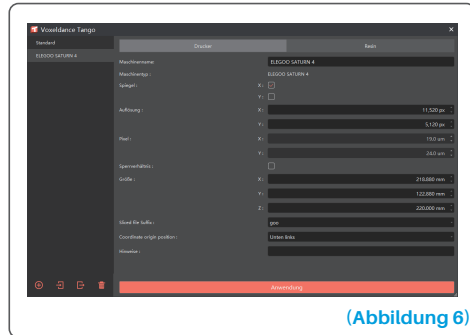 Voxeldance Tango
Standard
ELEGOO SATURN 4
Drucker
Resin
Maschinenname:
ELEGOO SATURN 4
Maschinentyp:
ELEGOO SATURN 4
Spiegel:
X:
Y:
Auflösung:
X:
11,520 px
Y:
5,120 px
Pixel:
X:
19.0 um
Y:
24.0 um
Sperrverhältnis:
Größe:
X:
218.880 mm
Y:
122.880 mm
Z:
220.000 mm
Sliced File Suffix:
goo
Coordinate origin position:
Unten links
Hinweise:
Anwendung
(Abbildung 6)